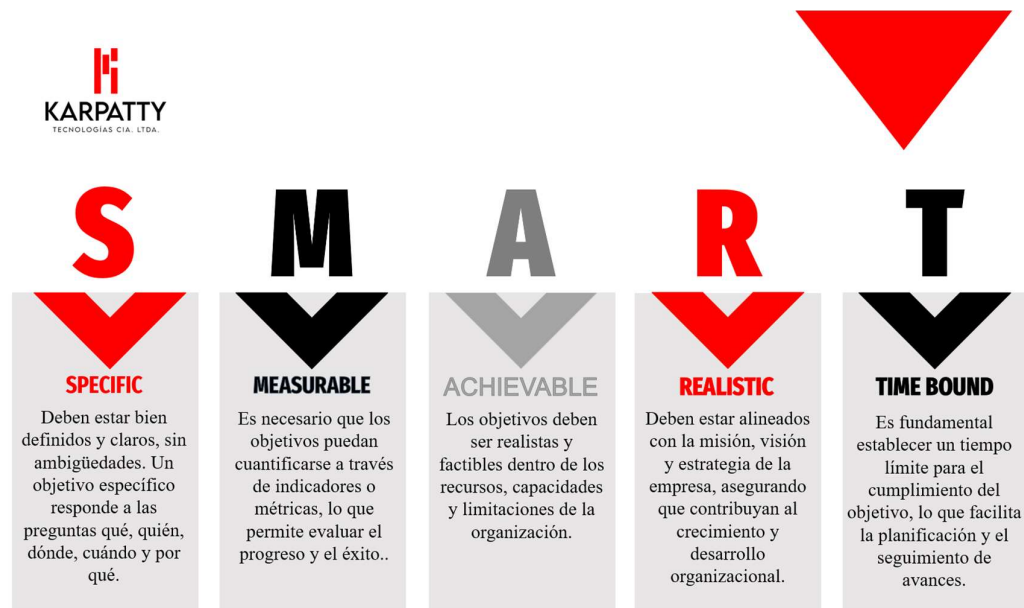 KARPATTY
TECNOLOGÍAS CIA. LTDA.
S
M
A
R
T
SPECIFIC
Deben estar bien
definidos y claros, sin
ambigüedades. Un
objetivo específico
responde a las
preguntas qué, quién,
dónde, cuándo y por
qué.
MEASURABLE
Es necesario que los
objetivos puedan
cuantificarse a través
de indicadores o
métricas, lo que
permite evaluar el
progreso y el éxito..
ACHIEVABLE
Los objetivos deben
ser realistas y
factibles dentro de los
recursos, capacidades
y limitaciones de la
organización.
REALISTIC
Deben estar alineados
con la misión, visión
y estrategia de la
empresa, asegurando
que contribuyan al
crecimiento y
desarrollo
organizacional.
TIME BOUND
Es fundamental
establecer un tiempo
límite para el
cumplimiento del
objetivo, lo que facilita
la planificación y el
seguimiento de
avances.